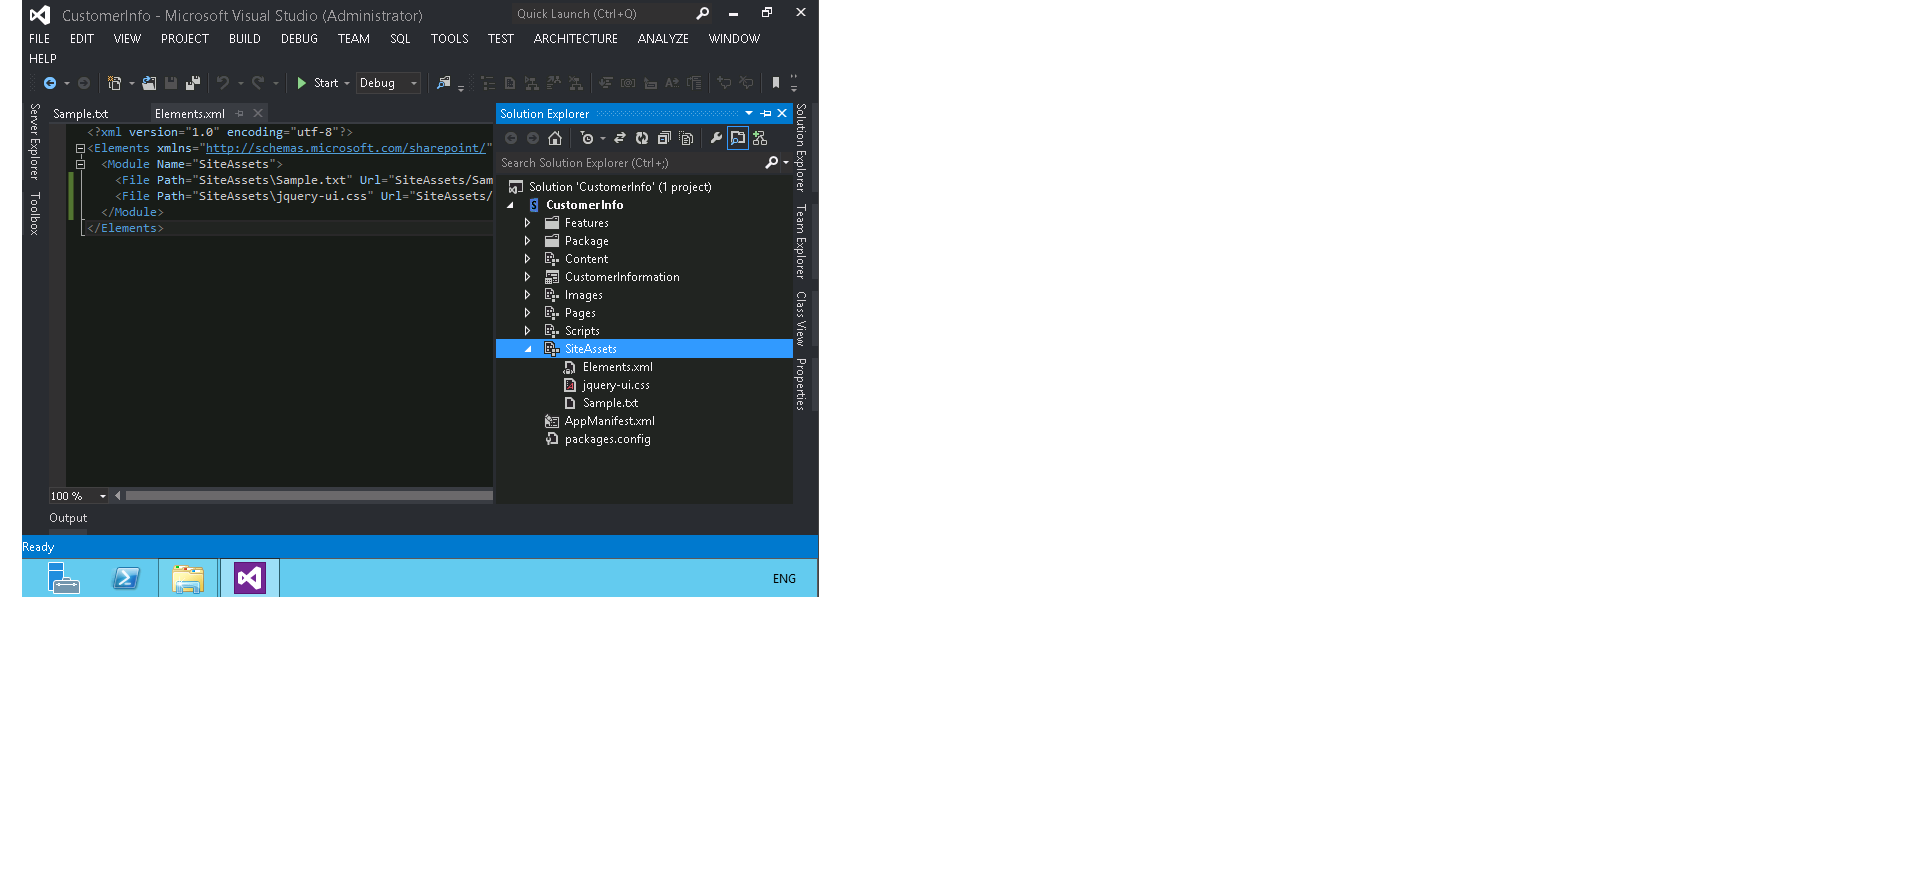 CustomerInfo - Microsoft Visual Studio (Administrator)
Quick Launch (Ctrl+Q)
FILE EDIT VIEW PROJECT BUILD DEBUG TEAM SQL TOOLS TEST ARCHITECTURE ANALYZE WINDOW
HELP
Start Debug
Server Explorer
Toolbox
Sample.txt Elements.xml
<?xml version="1.0" encoding="utf-8"?>
<Elements xmlns="http://schemas.microsoft.com/sharepoint/"
<Module Name="SiteAssets">
<File Path="SiteAssets\Sample.txt" Url="SiteAssets/Sam
<File Path="SiteAssets\jquery-ui.css" Url="SiteAssets/
</Module>
</Elements>
100 %
Solution Explorer
Search Solution Explorer (Ctrl+;)
Solution 'CustomerInfo' (1 project)
CustomerInfo
Features
Package
Content
CustomerInformation
Images
Pages
Scripts
SiteAssets
Elements.xml
jquery-ui.css
Sample.txt
AppManifest.xml
packages.config
Solution Explorer
Team Explorer
Class View
Properties
Output
Ready
ENG